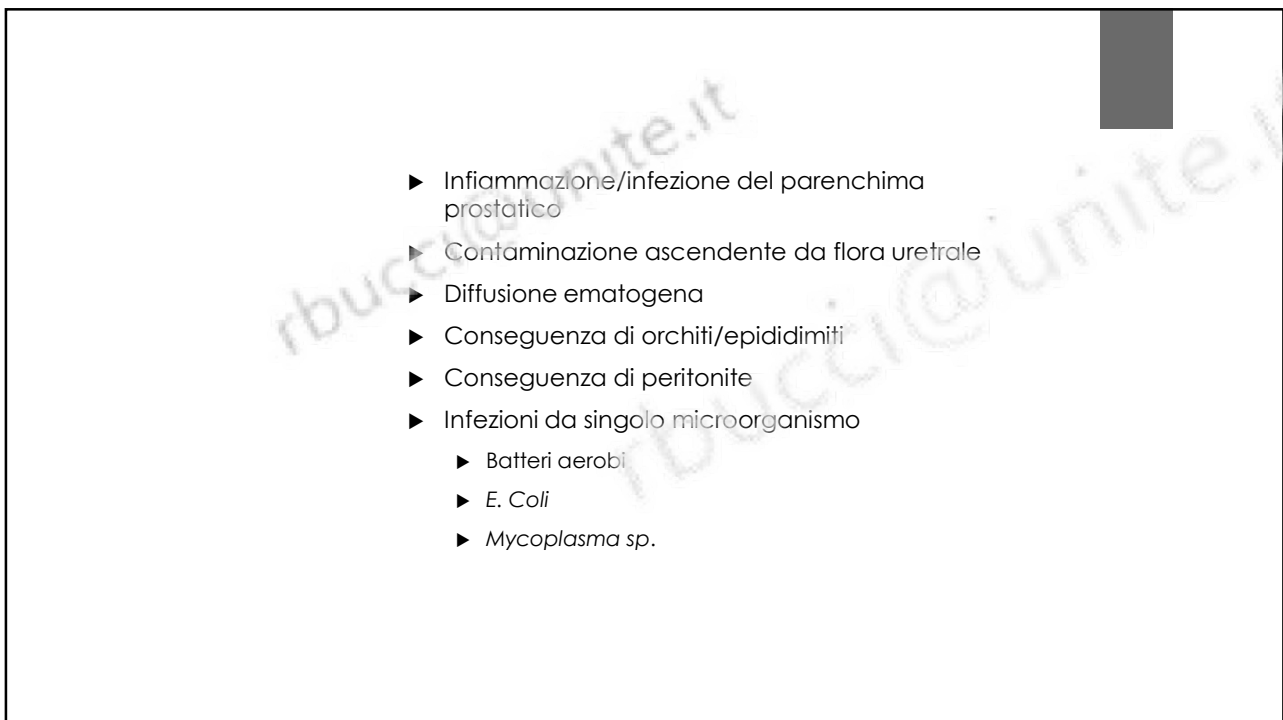 Infiammazione/infezione del parenchima
prostatico
Contaminazione ascendente da flora uretrale
Diffusione ematogena
Conseguenza di orchiti/epididimiti
Conseguenza di peritonite
Infezioni da singolo microorganismo
Batteri aerobi
E. Coli
Mycoplasma sp.
rbucci@unite.it
rbucci@unite.i